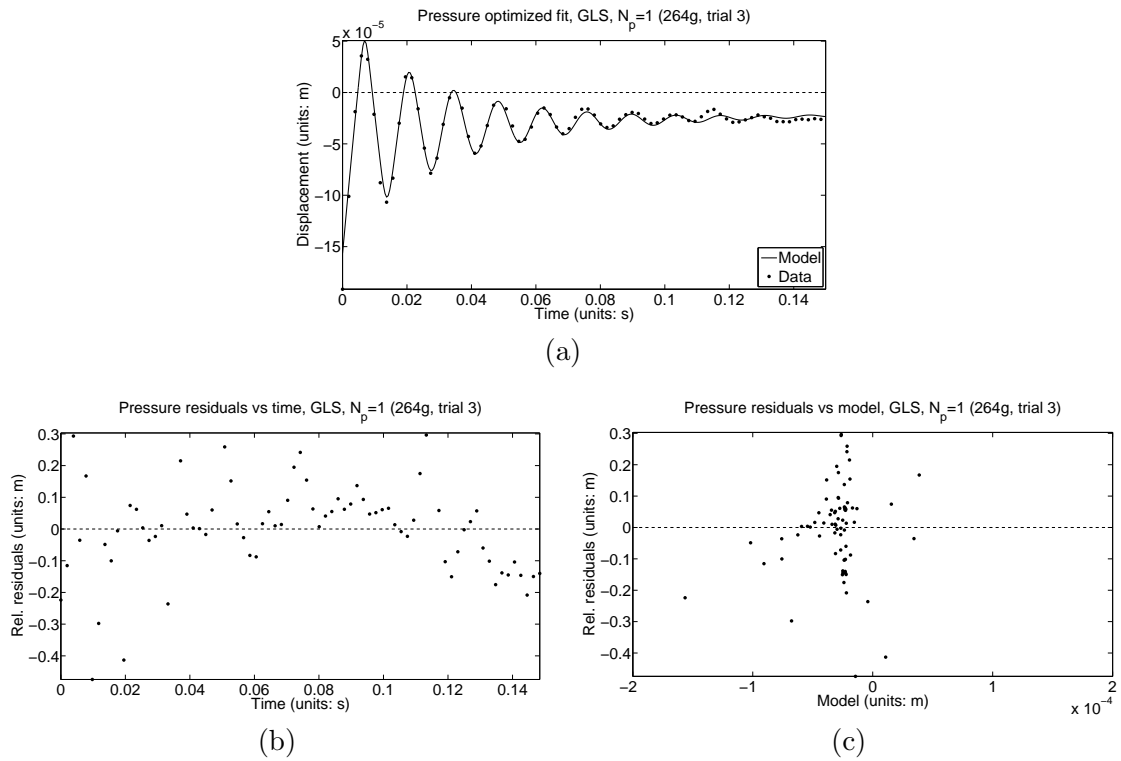 Pressure optimized fit, GLS, N_p=1 (264g, trial 3)
x 10⁻⁵
5
0
−5
−10
−15
Displacement (units: m)
Model
Data
0 0.02 0.04 0.06 0.08 0.1 0.12 0.14
Time (units: s)
(a)
Pressure residuals vs time, GLS, N_p=1 (264g, trial 3)
0.3
0.2
0.1
0
−0.1
−0.2
−0.3
−0.4
Rel. residuals (units: m)
0 0.02 0.04 0.06 0.08 0.1 0.12 0.14
Time (units: s)
(b)
Pressure residuals vs model, GLS, N_p=1 (264g, trial 3)
0.3
0.2
0.1
0
−0.1
−0.2
−0.3
−0.4
Rel. residuals (units: m)
−2 −1 0 1 2
Model (units: m)
x 10⁻⁴
(c)